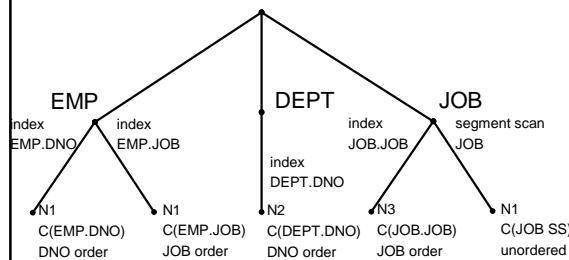 EMP
DEPT
JOB
index
EMP.DNO
index
EMP.JOB
index
DEPT.DNO
index
JOB.JOB
segment scan
JOB
N1
C(EMP.DNO)
DNO order
N1
C(EMP.JOB)
JOB order
N2
C(DEPT.DNO)
DNO order
N3
C(JOB.JOB)
JOB order
N1
C(JOB SS)
unordered